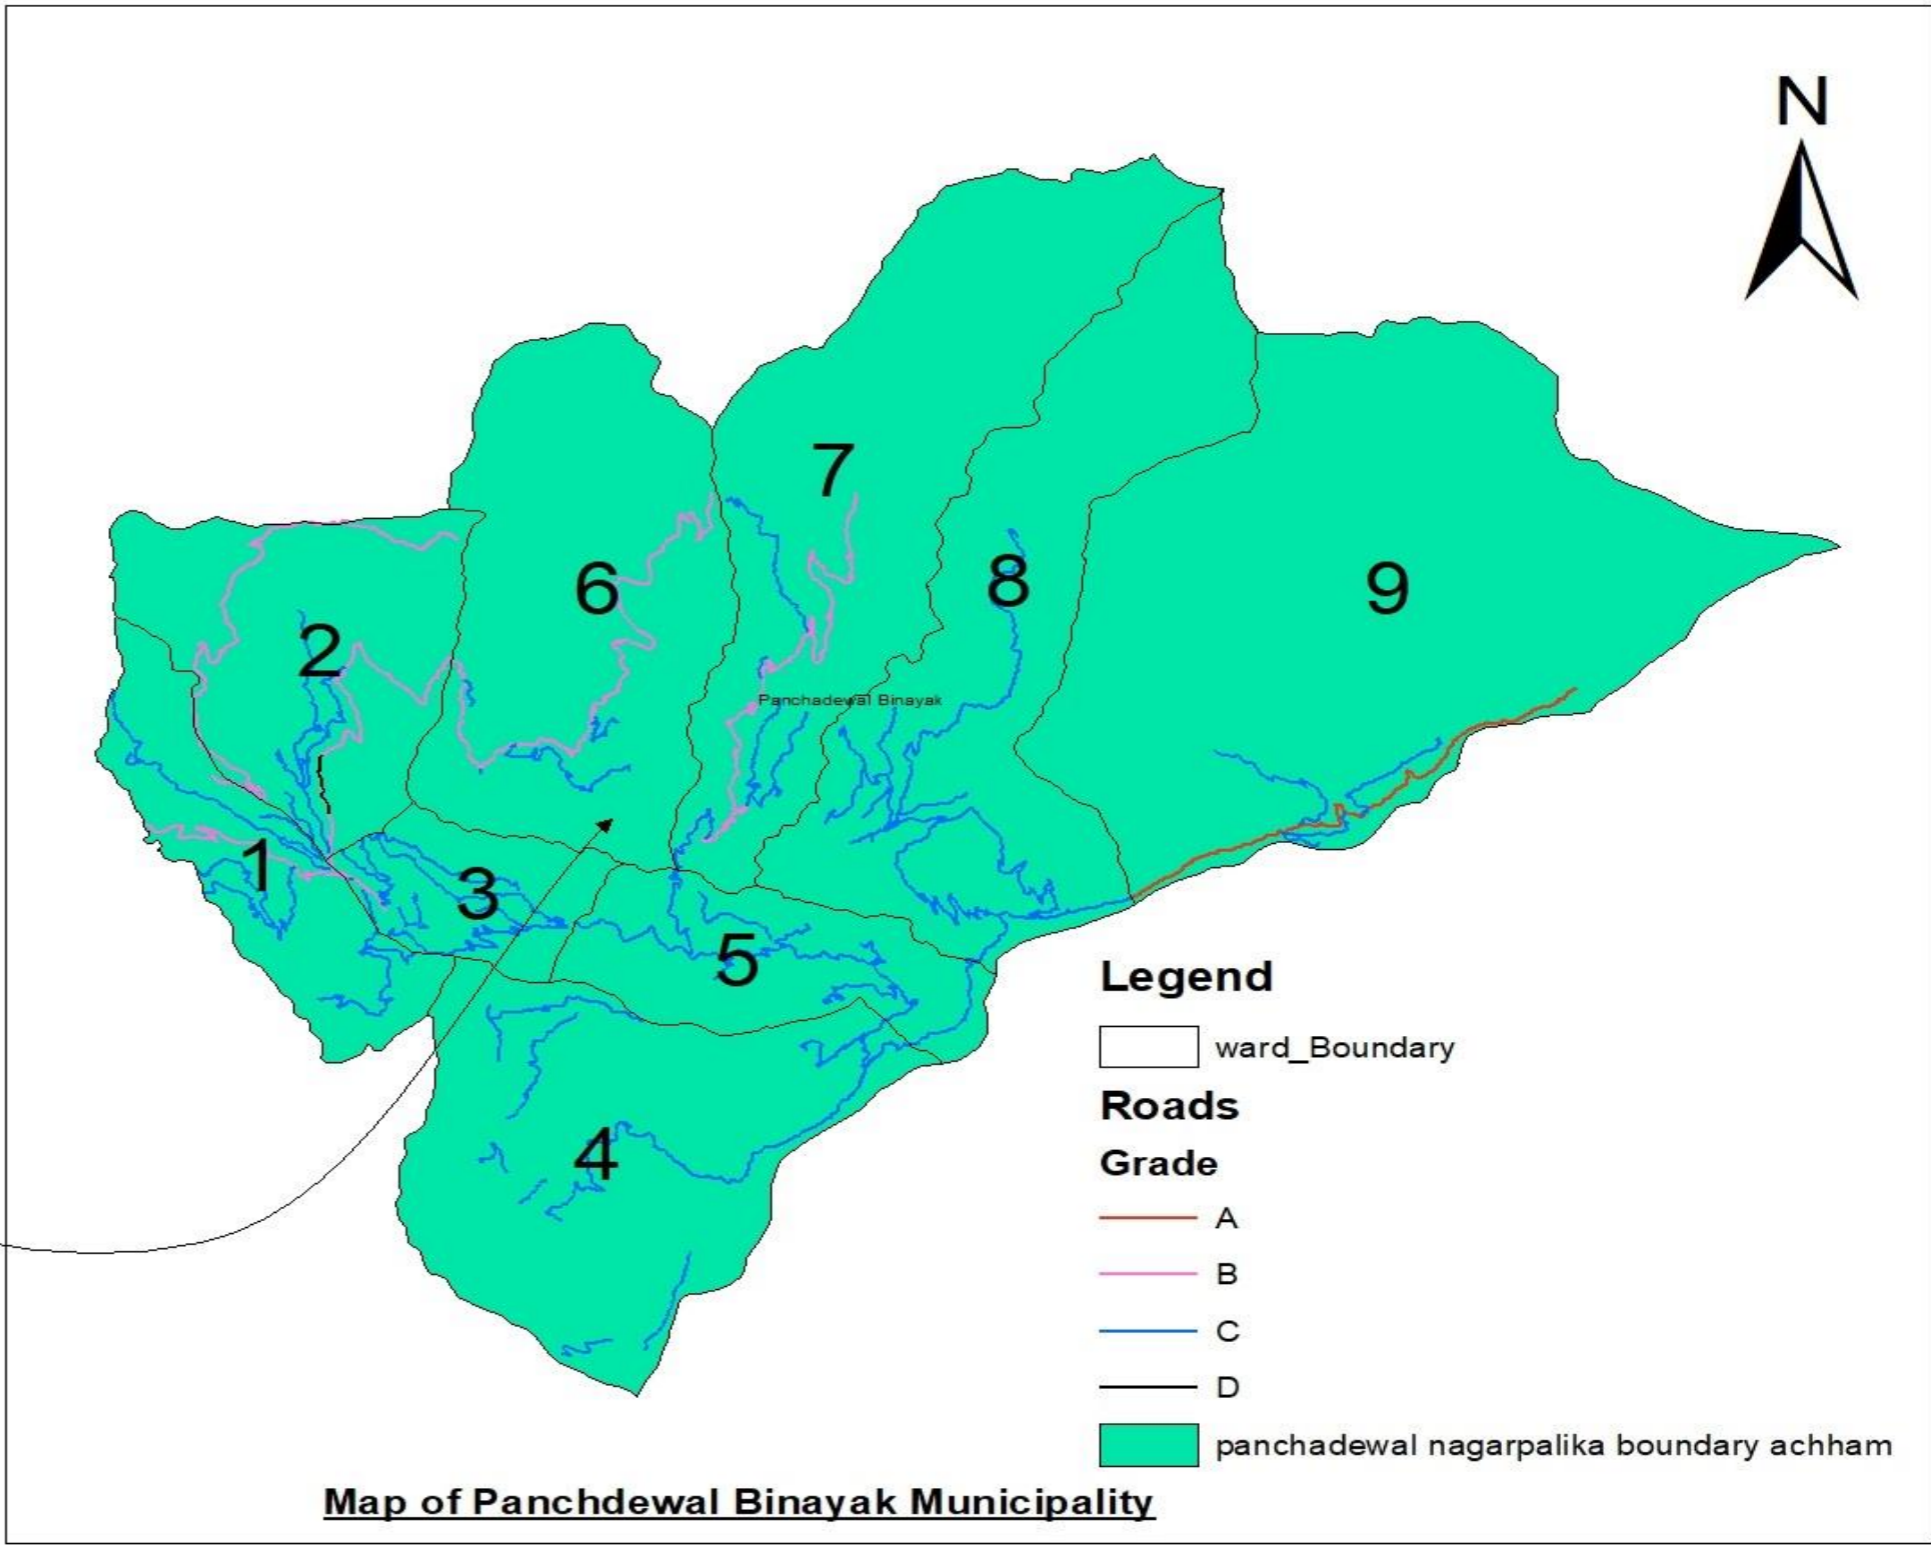 N
7
6
8
9
2
Panchadewal Binayak
1
3
5
4
Legend
ward_Boundary
Roads
Grade
A
B
C
D
panchadewal nagarpalika boundary achham
Map of Panchdewal Binayak Municipality